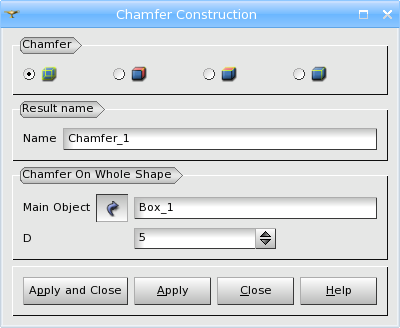 Chamfer Construction
Chamfer
Result name
Name Chamfer_1
Chamfer On Whole Shape
Main Object Box_1
D 5
Apply and Close Apply Close Help